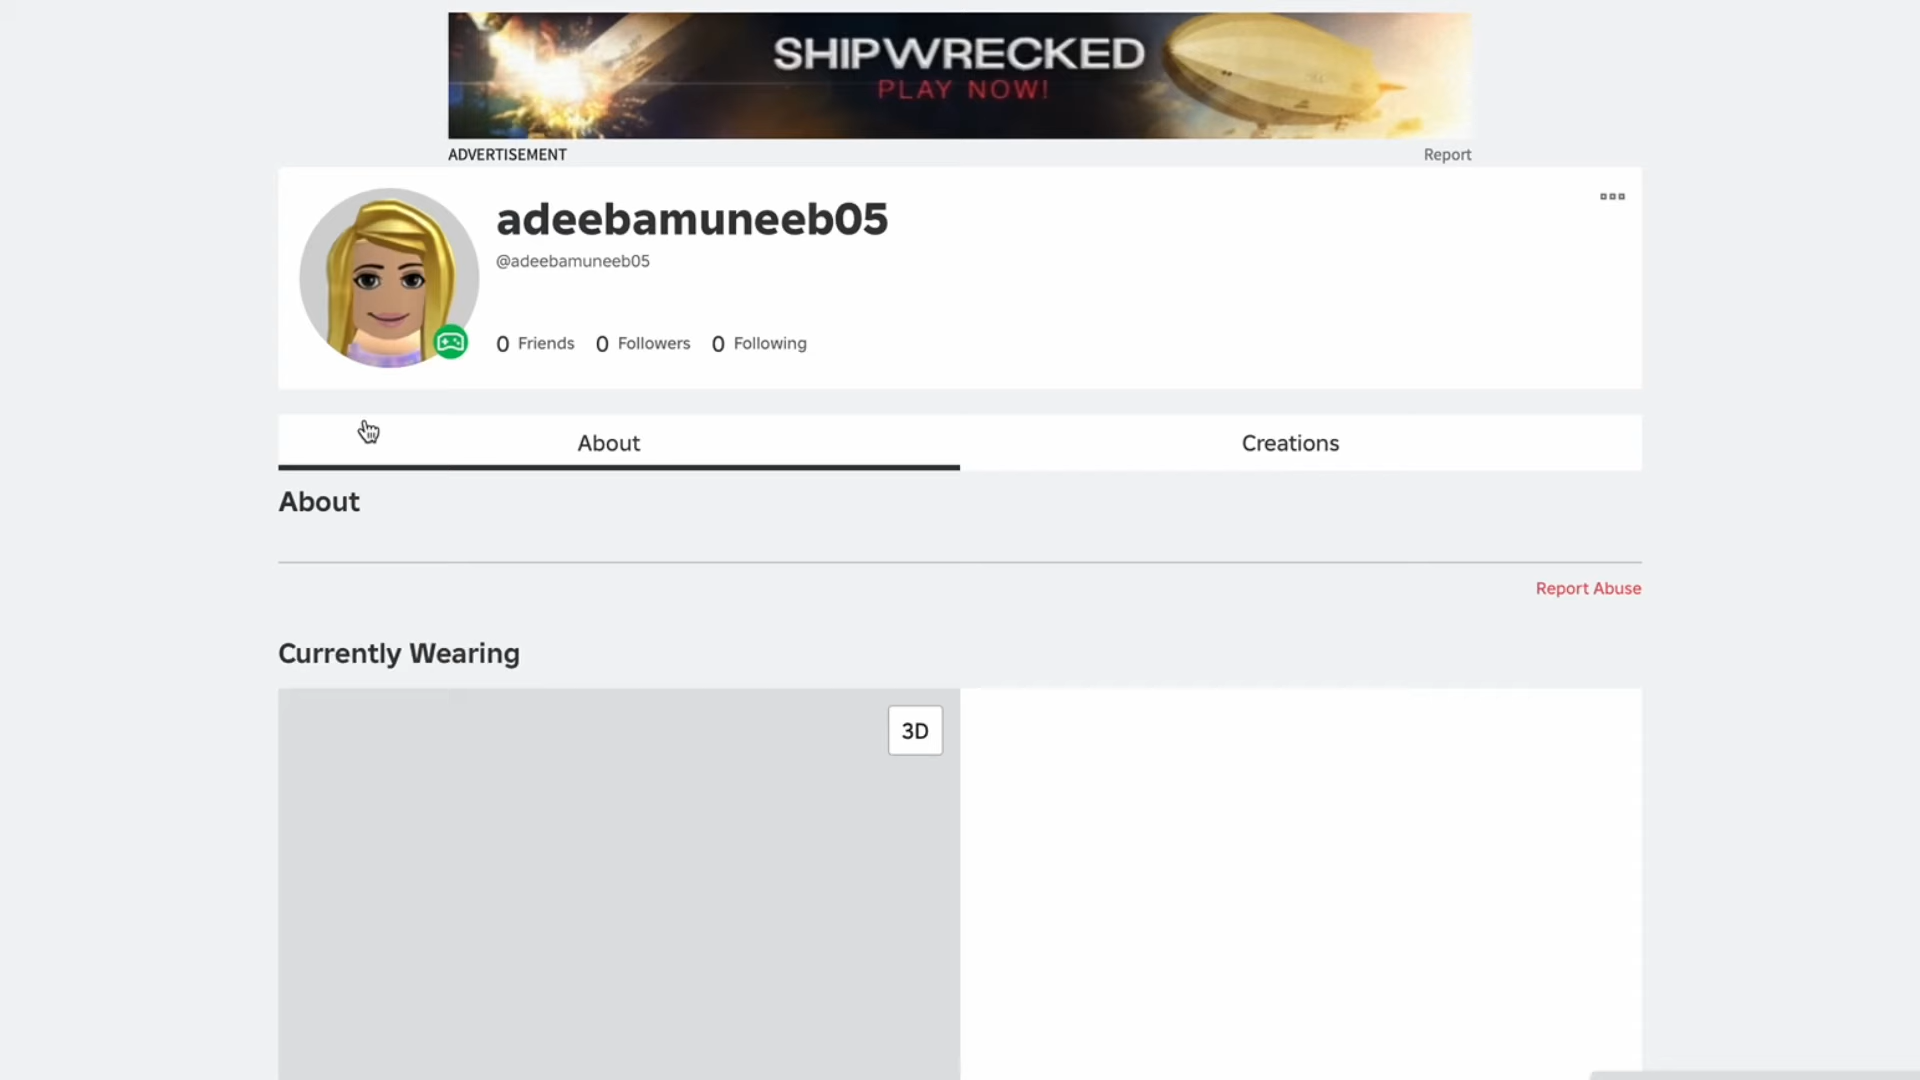 SHIPWRECKED
PLAY NOW!
ADVERTISEMENT
Report
adeebamuneeb05
@adeebamuneeb05
0 Friends 0 Followers 0 Following
About
Creations
About
Report Abuse
Currently Wearing
3D